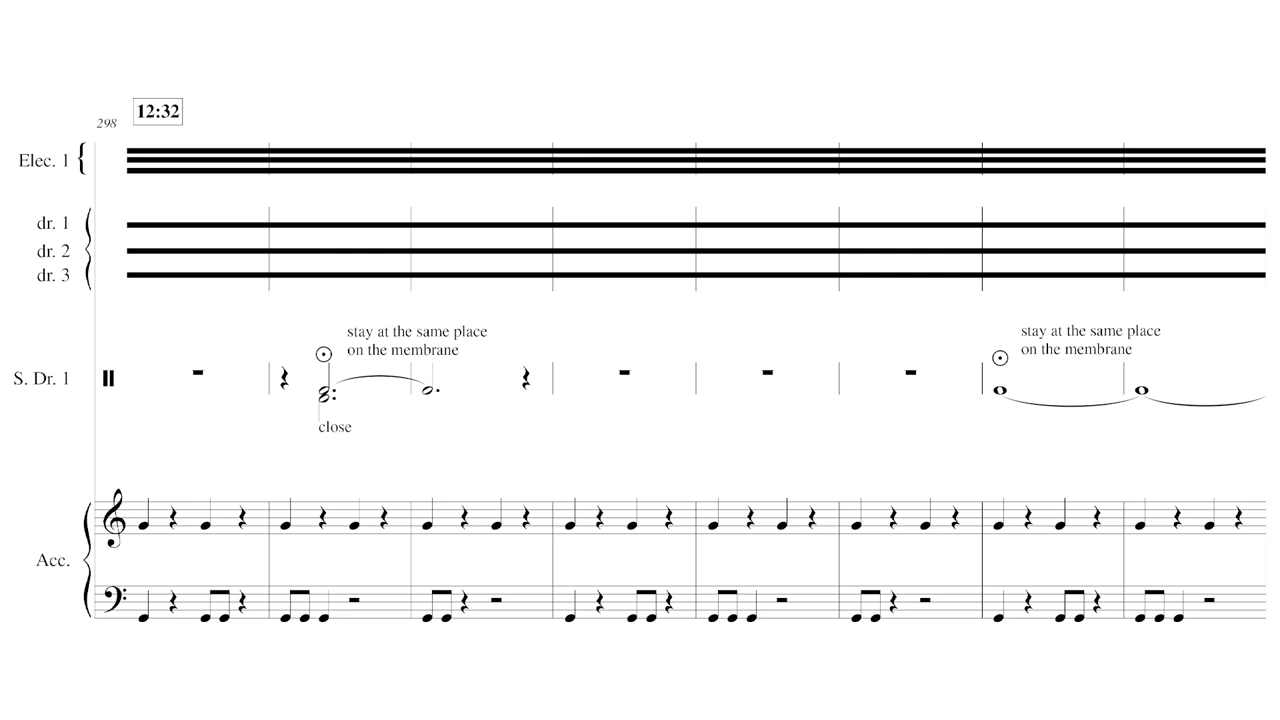 12:32
298
Elec. 1
dr. 1
dr. 2
dr. 3
stay at the same place
on the membrane
stay at the same place
on the membrane
S. Dr. 1
close
Acc.